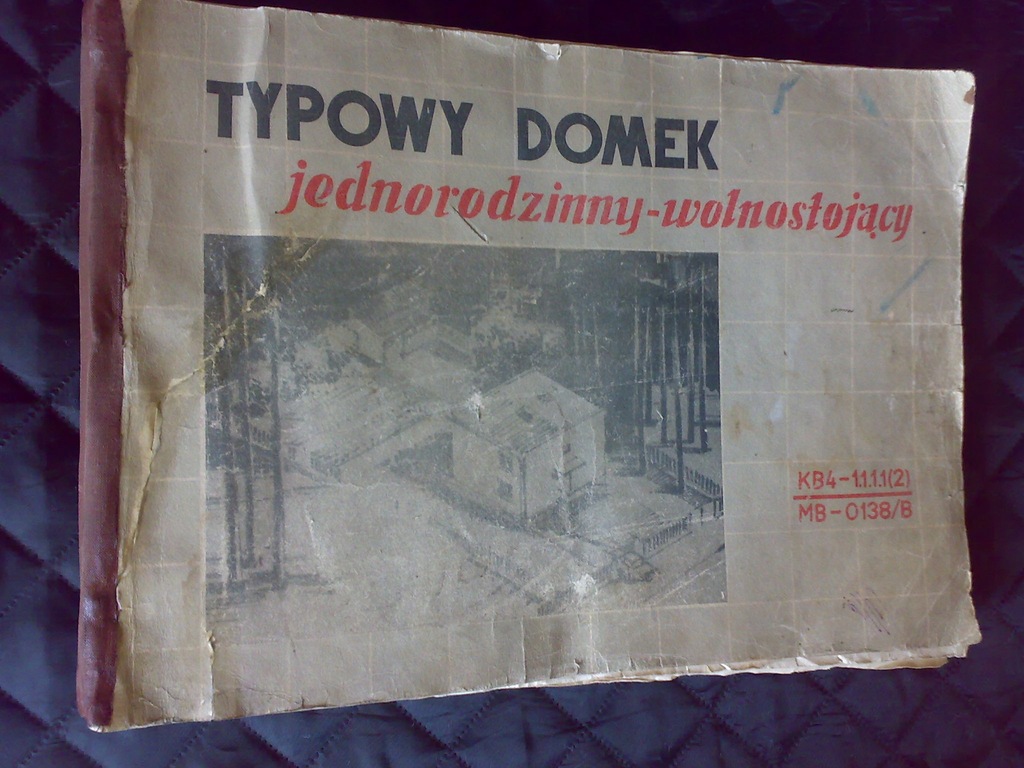 TYPOWY DOMEK
jednorodzinny-wolnostojący
KB4-1.1.1.1(2)
MB-0138/B